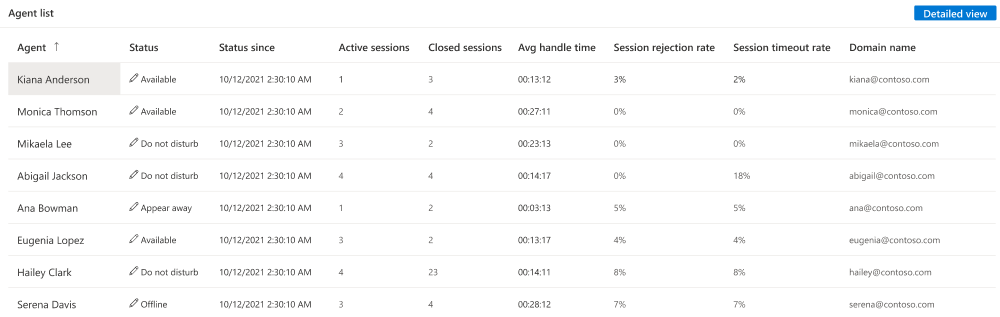 Agent list Detailed view
Agent ↑ Status Status since Active sessions Closed sessions Avg handle time Session rejection rate Session timeout rate Domain name
Kiana Anderson Available 10/12/2021 2:30:10 AM 1 3 00:13:12 3% 2% kiana@contoso.com
Monica Thomson Available 10/12/2021 2:30:10 AM 2 4 00:27:11 0% 0% monica@contoso.com
Mikaela Lee Do not disturb 10/12/2021 2:30:10 AM 3 2 00:23:13 0% 0% mikaela@contoso.com
Abigail Jackson Do not disturb 10/12/2021 2:30:10 AM 4 4 00:14:17 0% 18% abigail@contoso.com
Ana Bowman Appear away 10/12/2021 2:30:10 AM 1 2 00:03:13 5% 5% ana@contoso.com
Eugenia Lopez Available 10/12/2021 2:30:10 AM 3 2 00:13:17 4% 4% eugenia@contoso.com
Hailey Clark Do not disturb 10/12/2021 2:30:10 AM 4 23 00:14:11 8% 8% hailey@contoso.com
Serena Davis Offline 10/12/2021 2:30:10 AM 3 4 00:28:12 7% 7% serena@contoso.com